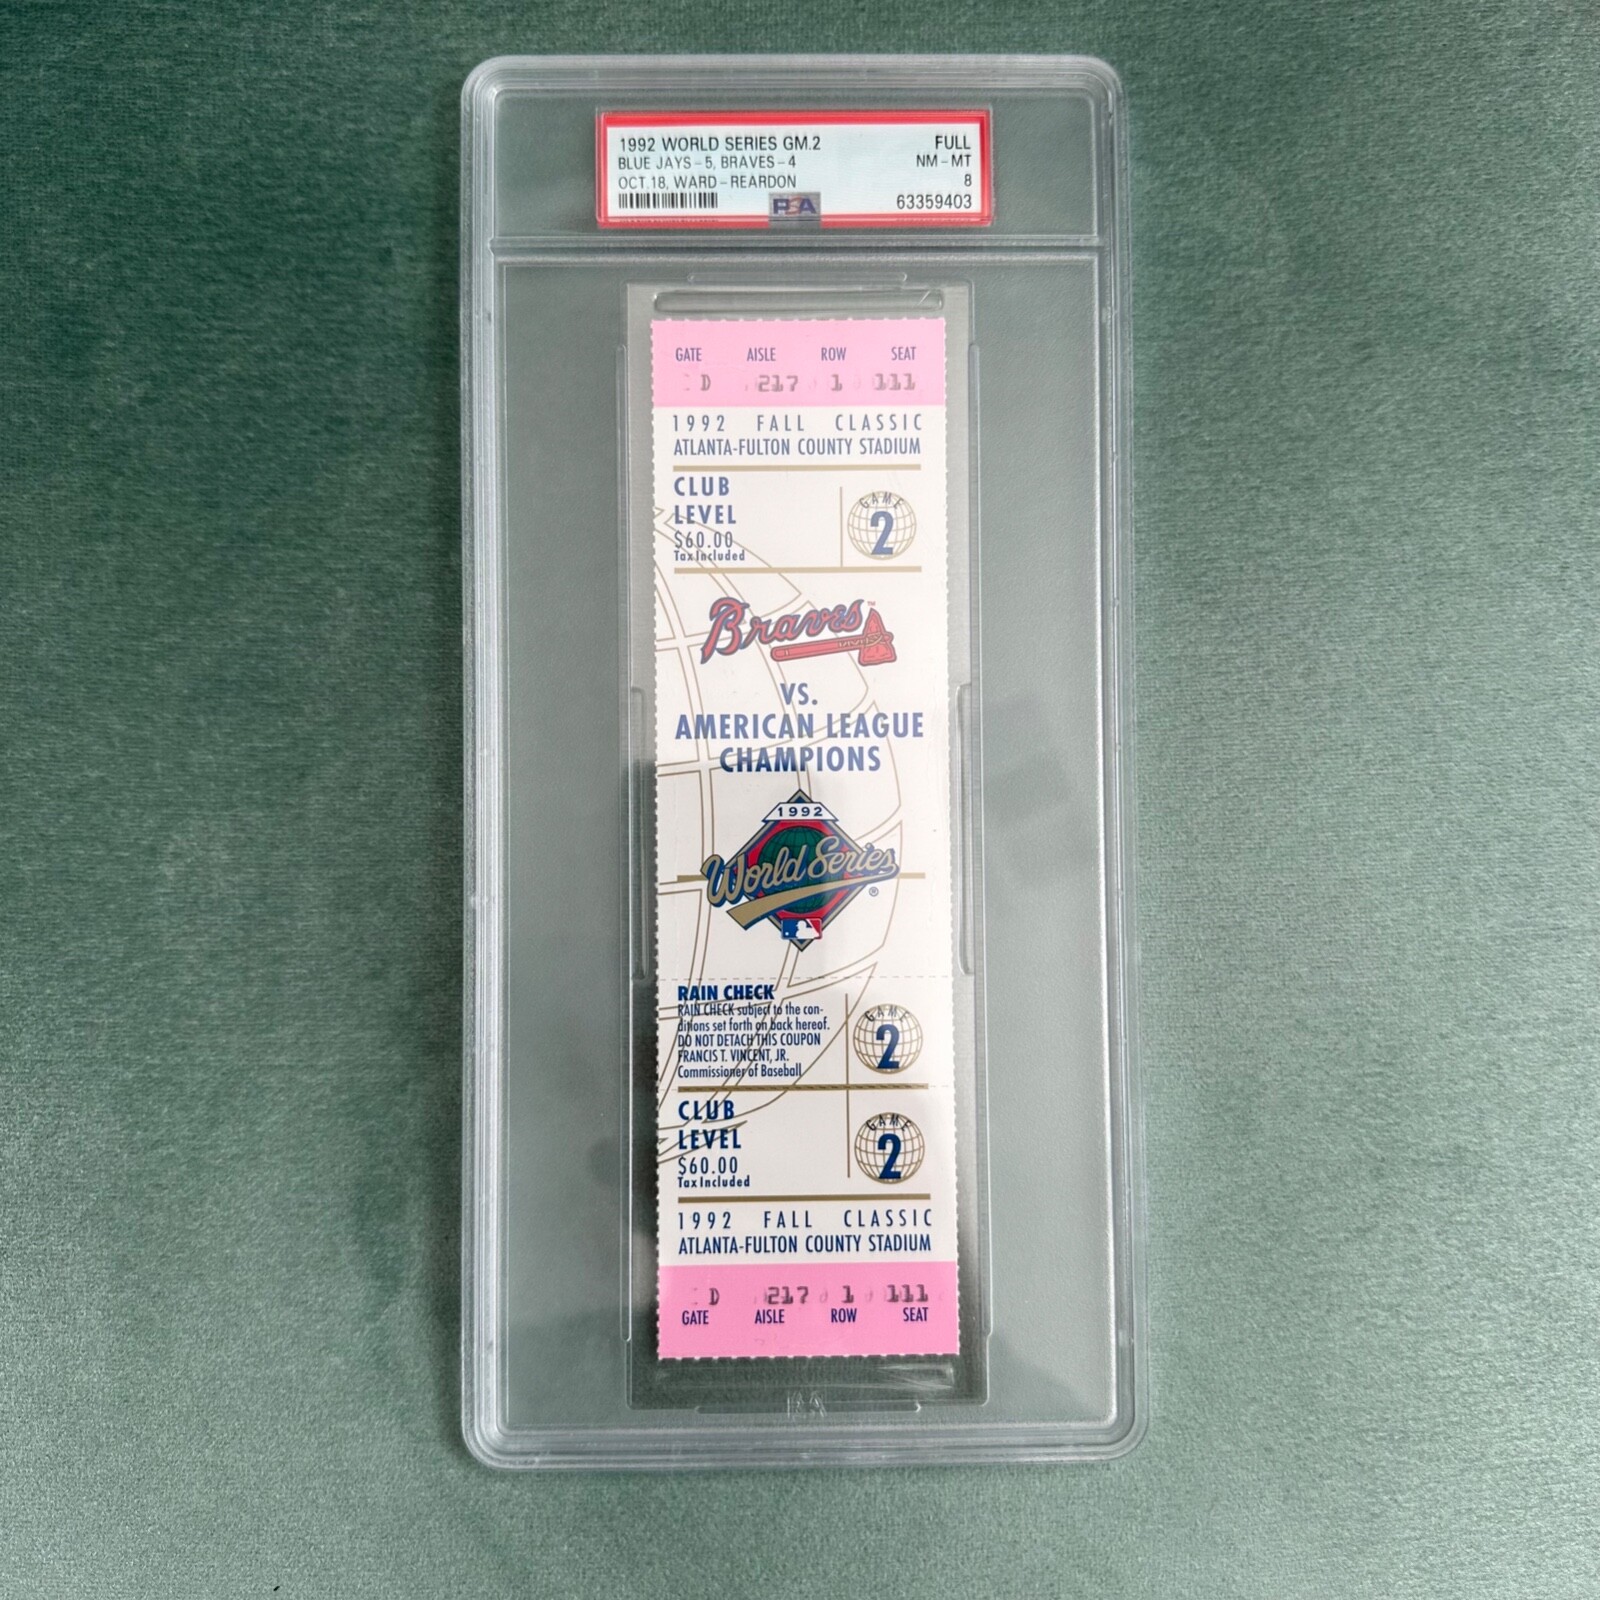 1992 WORLD SERIES GM.2 FULL
BLUE JAYS-5, BRAVES-4 NM-MT
OCT.18, WARD-REARDON 8
PSA 63359403
GATE AISLE ROW SEAT
D 217 1 111
1992 FALL CLASSIC
ATLANTA-FULTON COUNTY STADIUM
CLUB
LEVEL
$60.00
Tax Included
GAME
2
Braves™
VS.
AMERICAN LEAGUE
CHAMPIONS
1992
World Series
®
RAIN CHECK
RAIN CHECK subject to the con-
ditions set forth on back hereof.
DO NOT DETACH THIS COUPON
FRANCIS T. VINCENT, JR.
Commissioner of Baseball
GAME
2
CLUB
LEVEL
$60.00
Tax Included
GAME
2
1992 FALL CLASSIC
ATLANTA-FULTON COUNTY STADIUM
D 217 1 111
GATE AISLE ROW SEAT